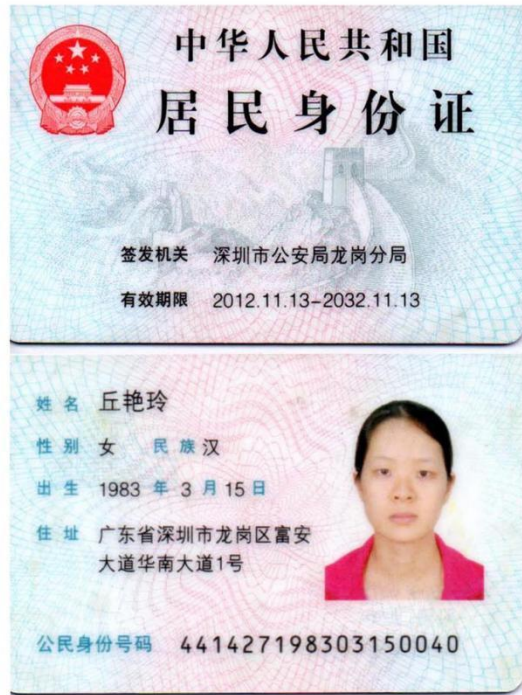 中华人民共和国
居民身份证
签发机关 深圳市公安局龙岗分局
有效期限 2012.11.13-2032.11.13
姓名 丘艳玲
性别 女 民族 汉
出生 1983 年 3 月 15 日
住址 广东省深圳市龙岗区富安
大道华南大道1号
公民身份号码 441427198303150040